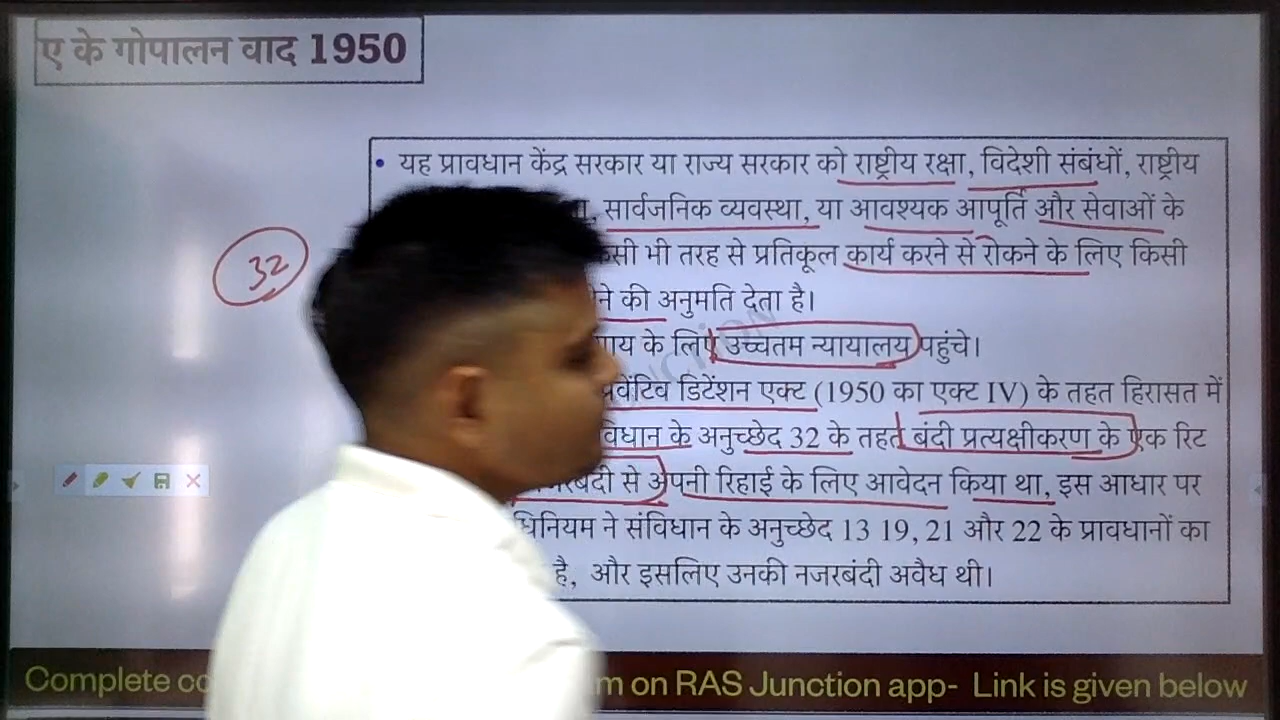 ए के गोपालन वाद 1950
• यह प्रावधान केंद्र सरकार या राज्य सरकार को राष्ट्रीय रक्षा, विदेशी संबंधों, राष्ट्रीय
सार्वजनिक व्यवस्था, या आवश्यक आपूर्ति और सेवाओं के
32
भी तरह से प्रतिकूल कार्य करने से रोकने के लिए किसी
की अनुमति देता है।
के लिए उच्चतम न्यायालय पहुंचे।
डिटेंशन एक्ट (1950 का एक्ट IV) के तहत हिरासत में
के अनुच्छेद 32 के तहत बंदी प्रत्यक्षीकरण के एक रिट
से अपनी रिहाई के लिए आवेदन किया था, इस आधार पर
ने संविधान के अनुच्छेद 13 19, 21 और 22 के प्रावधानों का
है, और इसलिए उनकी नजरबंदी अवैध थी।
Complete on RAS Junction app- Link is given below